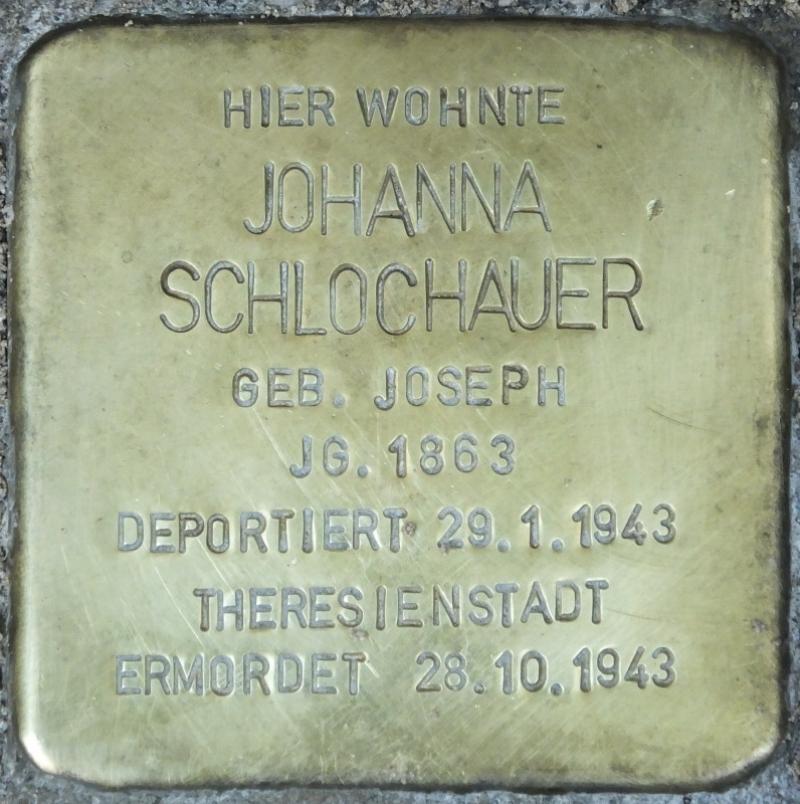 HIER WOHNTE
JOHANNA
SCHLOCHAUER
GEB. JOSEPH
JG. 1863
DEPORTIERT 29.1.1943
THERESIENSTADT
ERMORDET 28.10.1943